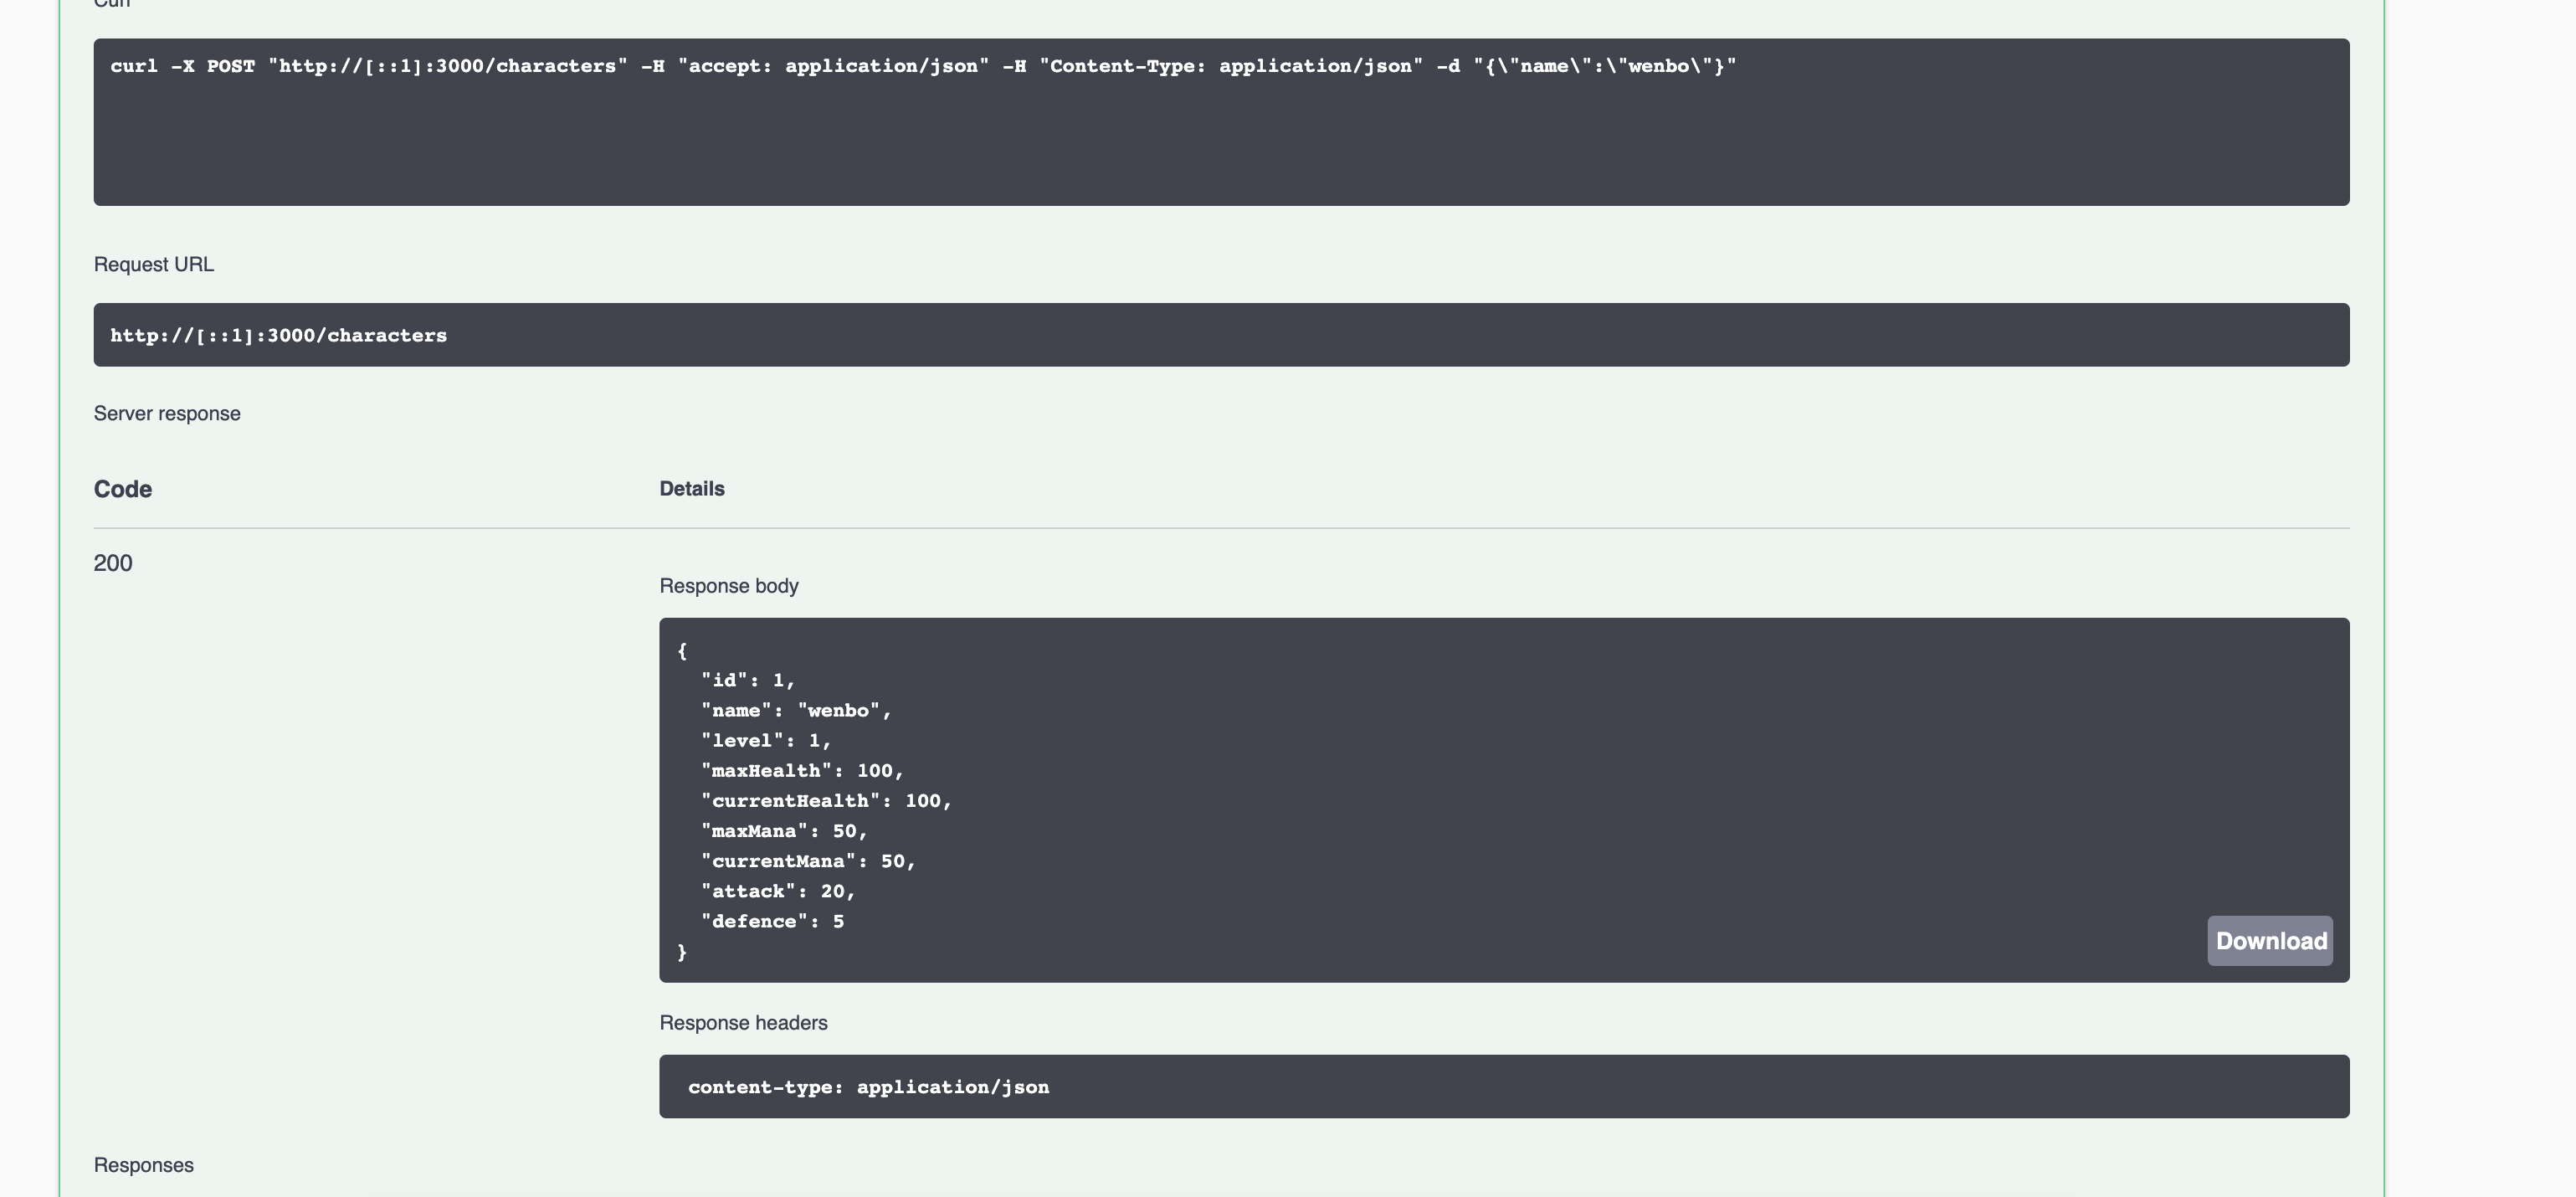 Curl
curl -X POST "http://[::1]:3000/characters" -H "accept: application/json" -H "Content-Type: application/json" -d "{\"name\":\"wenbo\"}"
Request URL
http://[::1]:3000/characters
Server response
Code Details
200
Response body
{
  "id": 1,
  "name": "wenbo",
  "level": 1,
  "maxHealth": 100,
  "currentHealth": 100,
  "maxMana": 50,
  "currentMana": 50,
  "attack": 20,
  "defence": 5
}
Download
Response headers
content-type: application/json
Responses